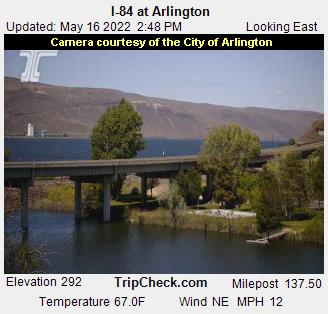 I-84 at Arlington
Updated: May 16 2022 2:48 PM Looking East
Camera courtesy of the City of Arlington
Elevation 292 TripCheck.com Milepost 137.50
Temperature 67.0F Wind NE MPH 12